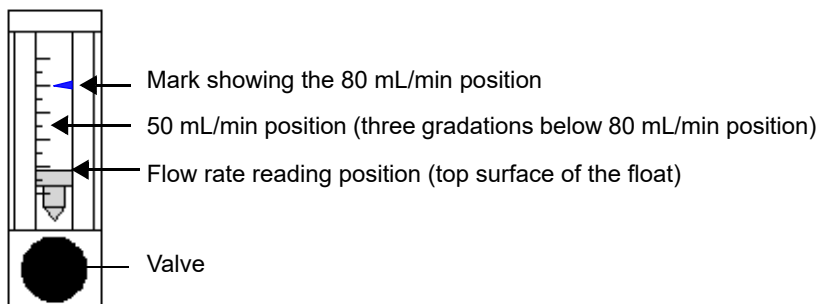 Mark showing the 80 mL/min position
50 mL/min position (three gradations below 80 mL/min position)
Flow rate reading position (top surface of the float)
Valve